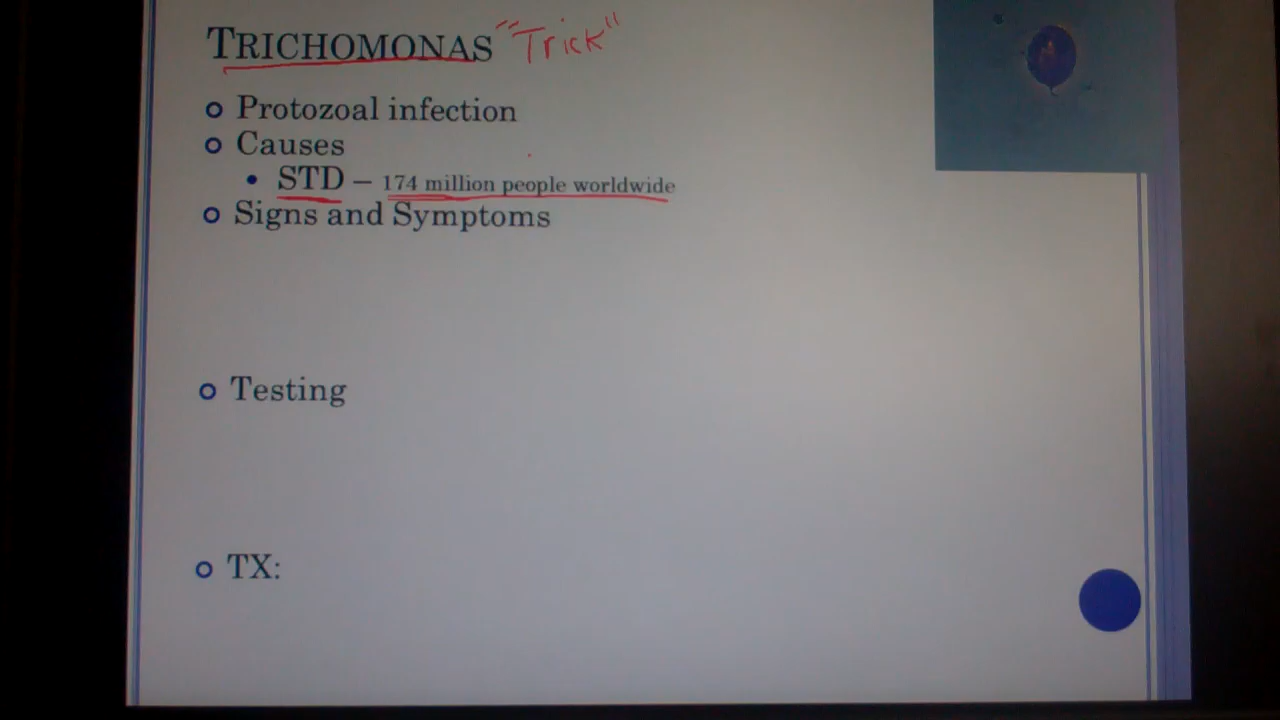 TRICHOMONAS "Trick"
Protozoal infection
Causes
STD – 174 million people worldwide
Signs and Symptoms
Testing
TX: